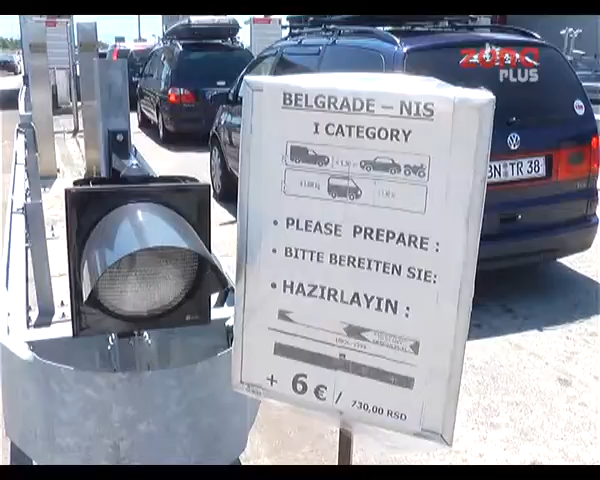 zona
PLUS
BELGRADE – NIS
I CATEGORY
• PLEASE PREPARE :
• BITTE BEREITEN SIE:
• HAZIRLAYIN :
+ 6 € / 730,00 RSD
BN TR 38